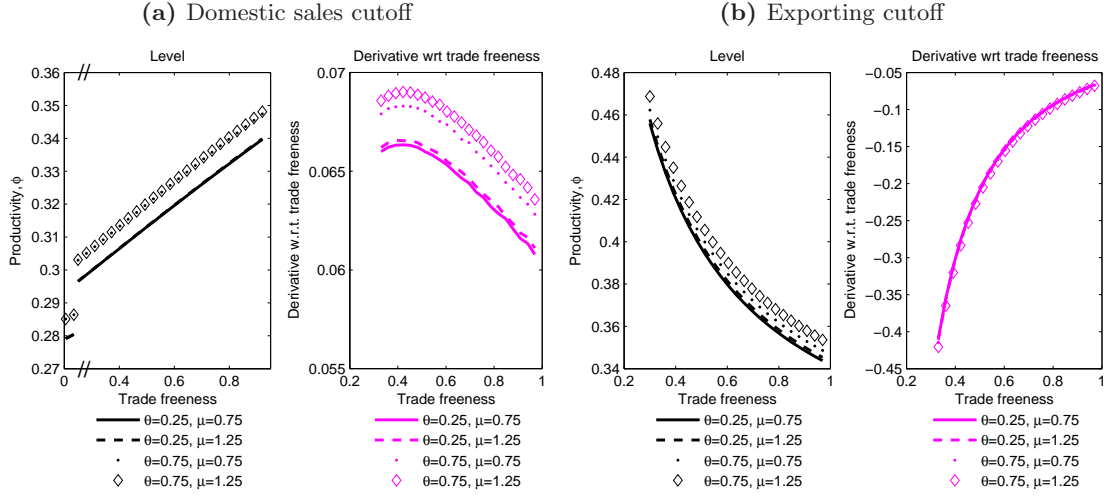 (a) Domestic sales cutoff
(b) Exporting cutoff
Level
0.36
0.35
0.34
0.33
0.32
0.31
0.3
0.29
0.28
0.27
Productivity, ϕ
0 0.4 0.6 0.8
Trade freeness
θ=0.25, μ=0.75
θ=0.25, μ=1.25
θ=0.75, μ=0.75
θ=0.75, μ=1.25
Derivative wrt trade freeness
0.07
0.065
0.06
0.055
Derivative w.r.t. trade freeness
0.2 0.4 0.6 0.8 1
Trade freeness
θ=0.25, μ=0.75
θ=0.25, μ=1.25
θ=0.75, μ=0.75
θ=0.75, μ=1.25
Level
0.48
0.46
0.44
0.42
0.4
0.38
0.36
0.34
Productivity, ϕ
0.2 0.4 0.6 0.8 1
Trade freeness
θ=0.25, μ=0.75
θ=0.25, μ=1.25
θ=0.75, μ=0.75
θ=0.75, μ=1.25
Derivative wrt trade freeness
−0.05
−0.1
−0.15
−0.2
−0.25
−0.3
−0.35
−0.4
−0.45
Derivative w.r.t. trade freeness
0.2 0.4 0.6 0.8 1
Trade freeness
θ=0.25, μ=0.75
θ=0.25, μ=1.25
θ=0.75, μ=0.75
θ=0.75, μ=1.25